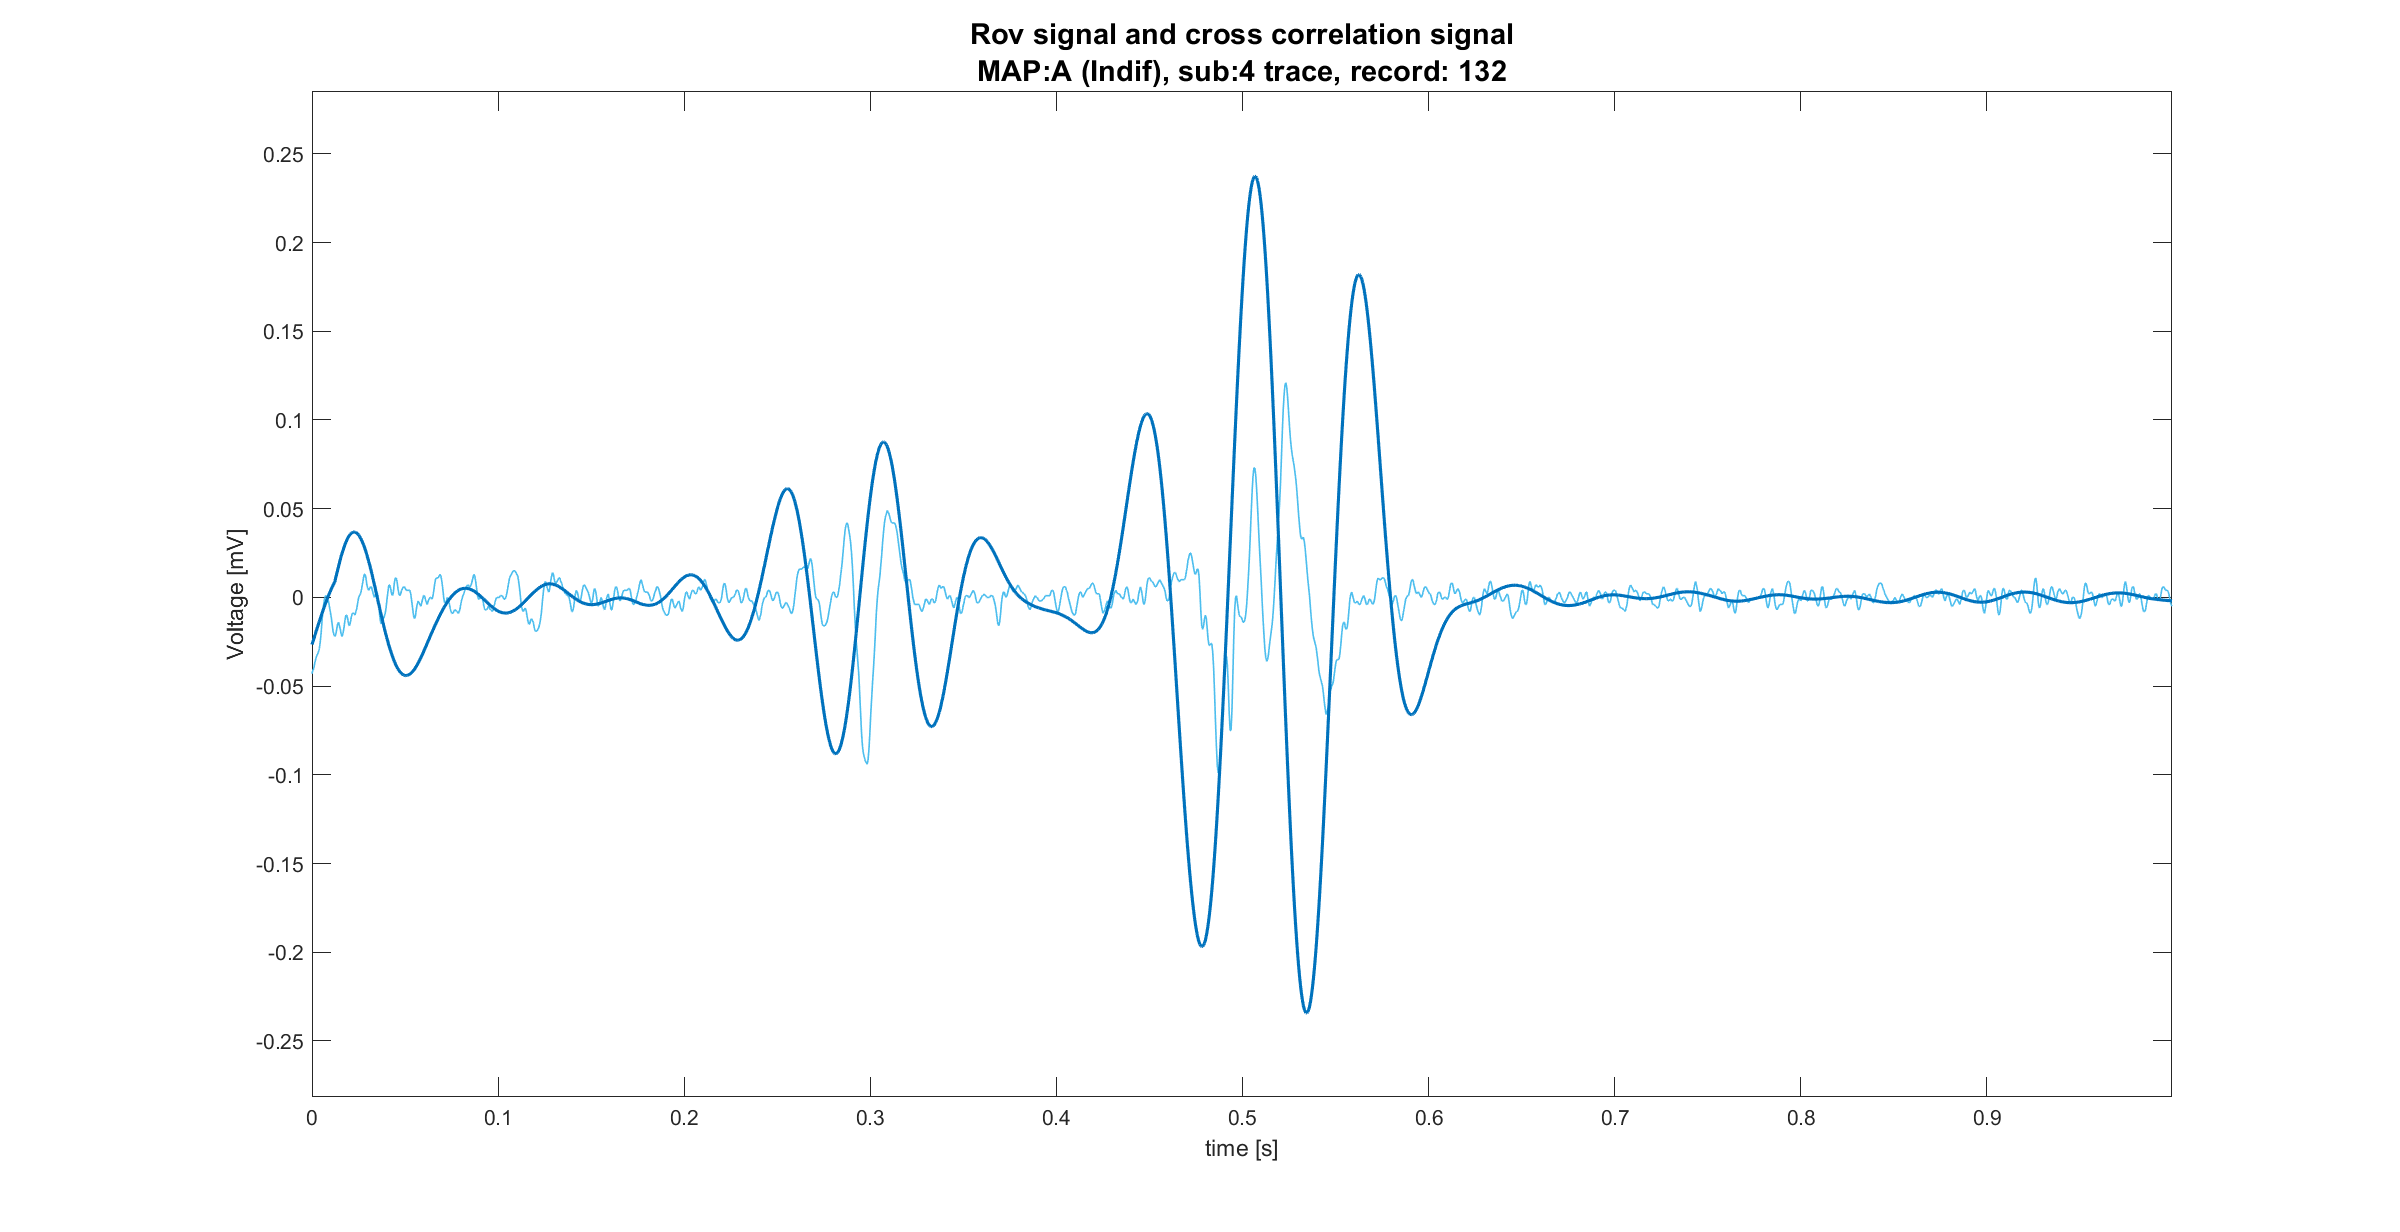 Rov signal and cross correlation signal
MAP:A (Indif), sub:4 trace, record: 132
0.25
0.2
0.15
0.1
0.05
0
-0.05
-0.1
-0.15
-0.2
-0.25
Voltage [mV]
0 0.1 0.2 0.3 0.4 0.5 0.6 0.7 0.8 0.9
time [s]